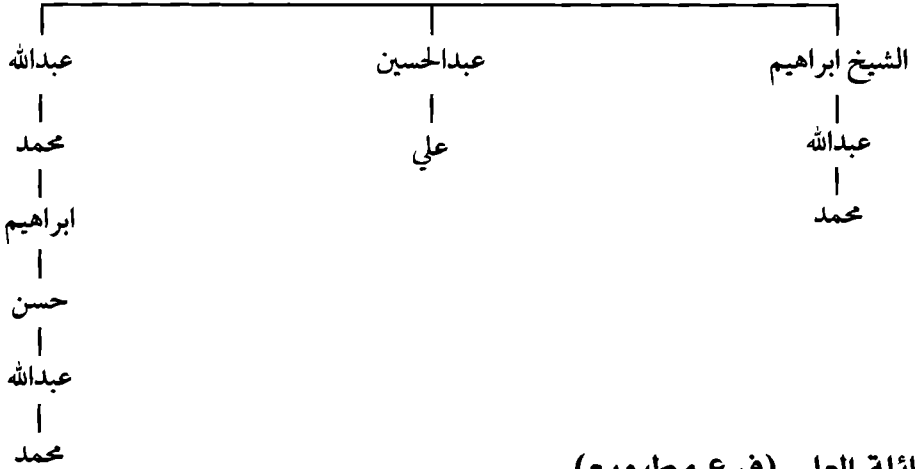 الشيخ ابراهيم عبدالحسين عبدالله
عبدالله علي محمد
محمد ابراهيم
حسن
عبدالله
محمد